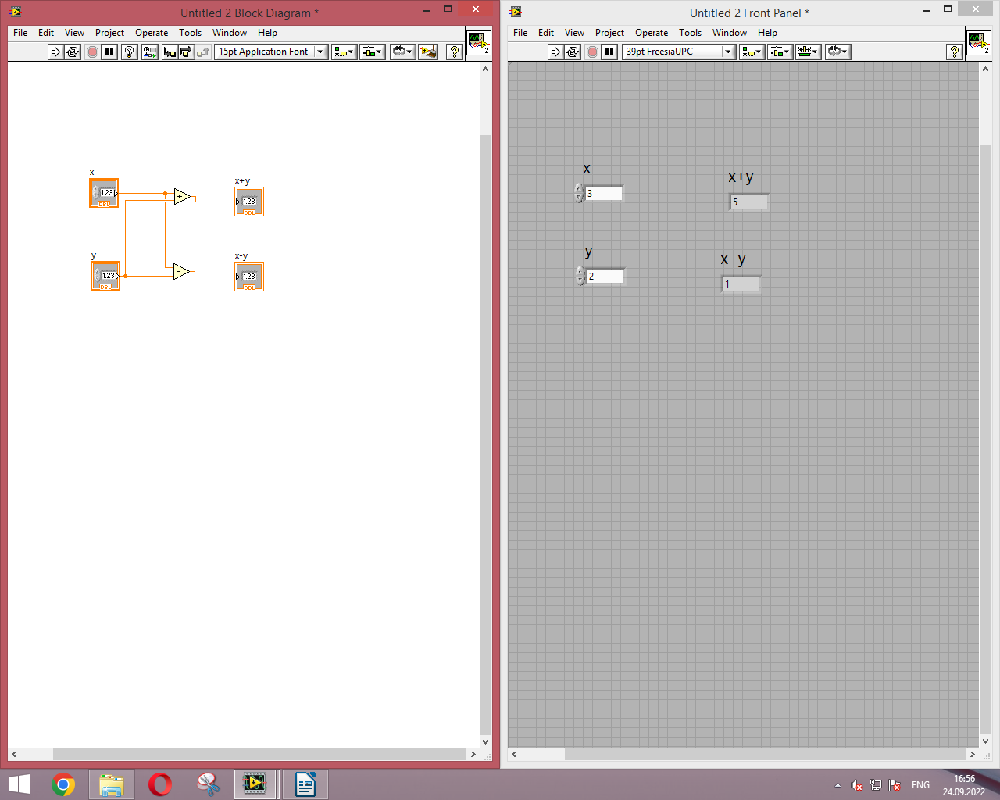 Untitled 2 Block Diagram *
File Edit View Project Operate Tools Window Help
15pt Application Font
2
x
1.23
DBL
x+y
1.23
DBL
y
1.23
DBL
x-y
1.23
DBL
+
-
Untitled 2 Front Panel *
File Edit View Project Operate Tools Window Help
39pt FreesiaUPC
2
x
3
x+y
5
y
2
x-y
1
ENG
16:56
24.09.2022